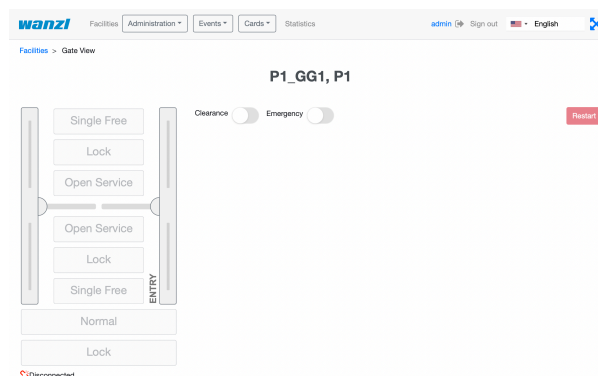 wanzl Facilities Administration Events Cards Statistics admin Sign out English
Facilities > Gate View
P1_GG1, P1
Clearance Emergency Restart
Single Free
Lock
Open Service
Open Service
Lock
Single Free
ENTRY
Normal
Lock
Disconnected